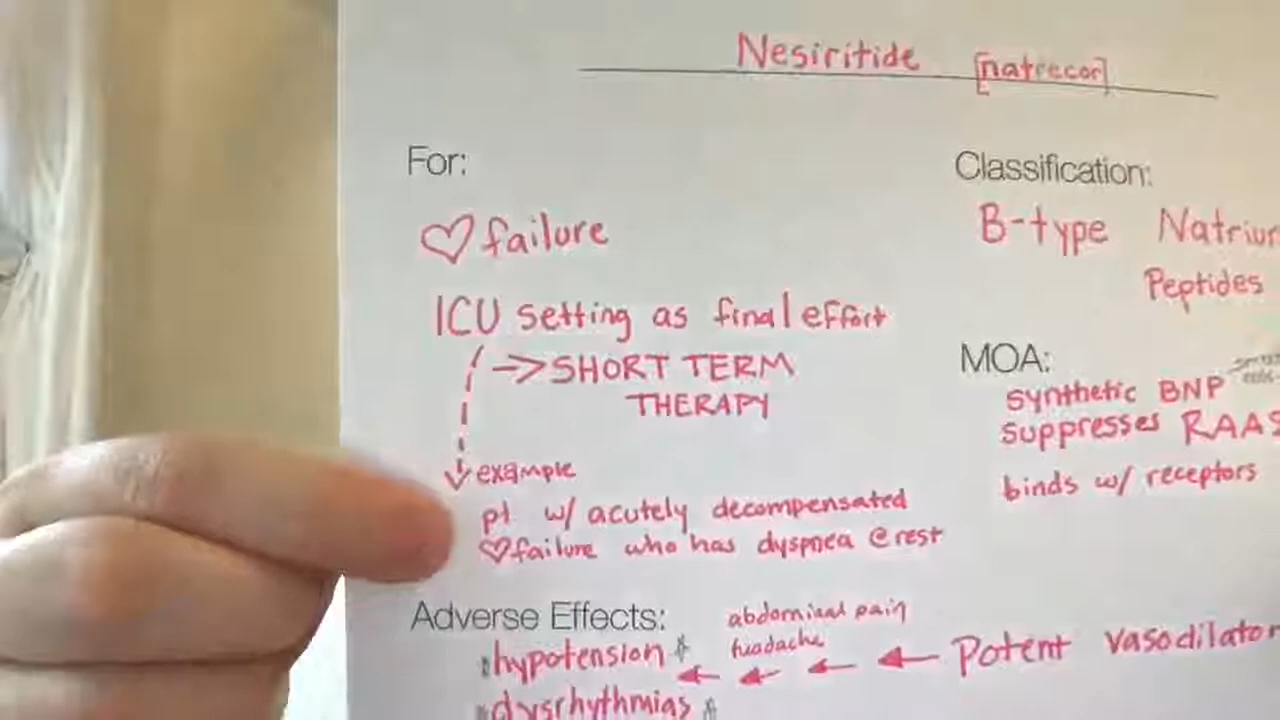 Nesiritide [natrecor]
For:
♡ failure
ICU setting as final effort
-> SHORT TERM
THERAPY
example
pt w/ acutely decompensated
♡ failure who has dyspnea @ rest
Classification:
B-type Natriur
Peptides
MOA:
synthetic BNP
suppresses RAAS
binds w/ receptors
Adverse Effects:
abdominal pain
headache
hypotension
Potent vasodilator
dysrhythmias